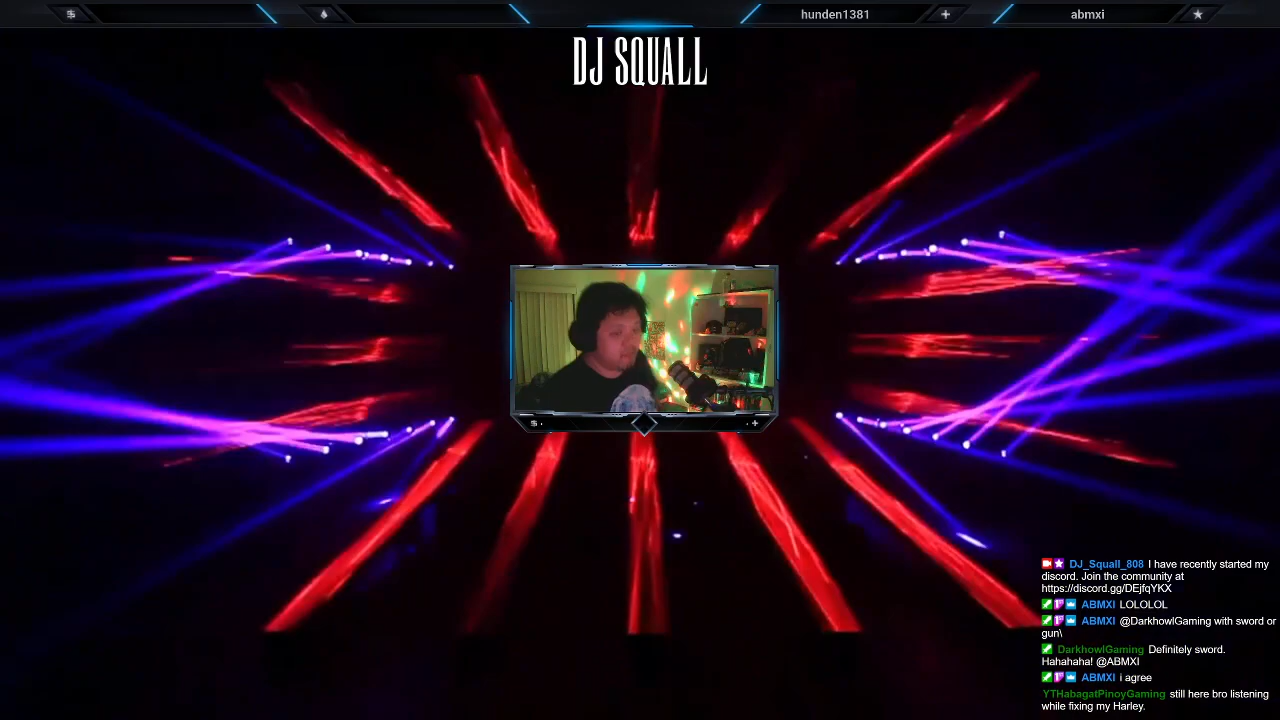 hunden1381
abmxi
DJ SQUALL
DJ_Squall_808 I have recently started my
discord. Join the community at
https://discord.gg/DEjfqYKX
ABMXI LOLOLOL
ABMXI @DarkhowlGaming with sword or
gun\
DarkhowlGaming Definitely sword.
Hahahaha! @ABMXI
ABMXI i agree
YTHabagatPinoyGaming still here bro listening
while fixing my Harley.